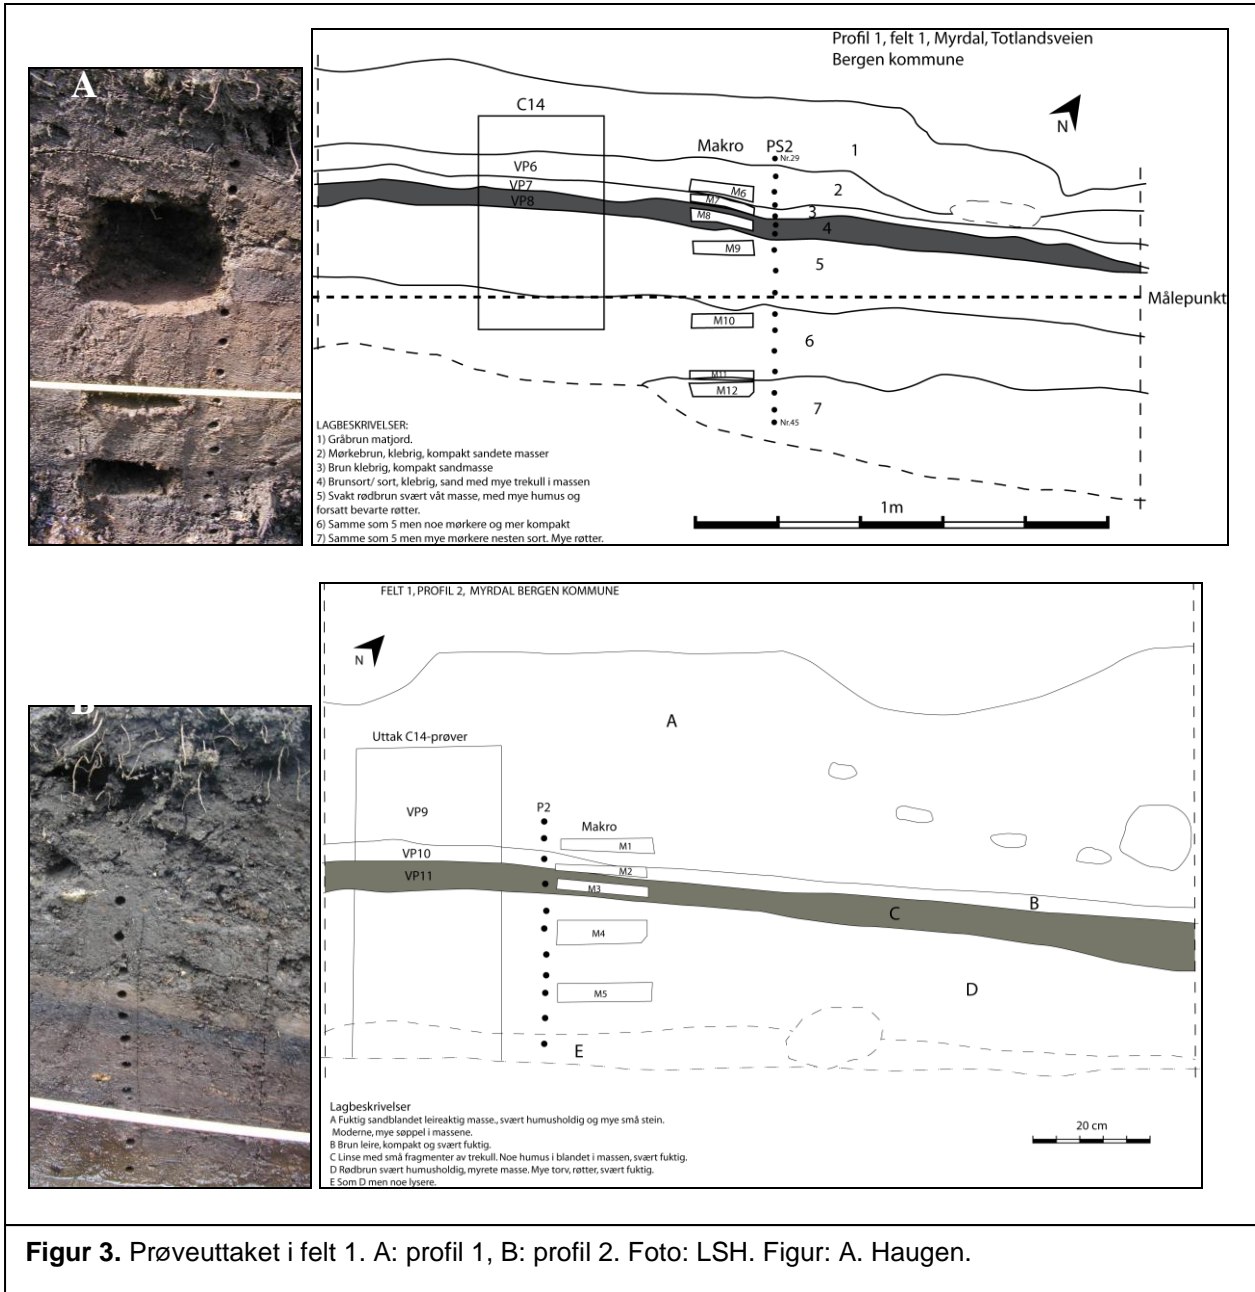 A
Profil 1, felt 1, Myrdal, Totlandsveien
Bergen kommune
C14
N
Makro
PS2
Nr.29
1
VP6
2
VP7
M6
M7
3
VP8
M8
4
M9
5
Målepunkt
M10
6
M11
M12
7
Nr.45
LAGBESKRIVELSER:
1) Gråbrun matjord.
2) Mørkebrun, klebrig, kompakt sandete masser
3) Brun klebrig, kompakt sandmasse
4) Brunsort/ sort, klebrig, sand med mye trekull i massen
5) Svakt rødbrun svært våt masse, med mye humus og
forsatt bevarte røtter.
6) Samme som 5 men noe mørkere og mer kompakt
7) Samme som 5 men mye mørkere nesten sort. Mye røtter.
1m
FELT 1, PROFIL 2, MYRDAL BERGEN KOMMUNE
N
B
A
Uttak C14-prøver
P2
VP9
Makro
M1
VP10
M2
VP11
M3
B
C
M4
D
M5
E
Lagbeskrivelser
A Fuktig sandblandet leireaktig masse., svært humusholdig og mye små stein.
Moderne, mye søppel i massene.
B Brun leire, kompakt og svært fuktig.
C Linse med små fragmenter av trekull. Noe humus i blandet i massen, svært fuktig.
D Rødbrun svært humusholdig, myrete masse. Mye torv, røtter, svært fuktig.
E Som D men noe lysere.
20 cm
Figur 3. Prøveuttaket i felt 1. A: profil 1, B: profil 2. Foto: LSH. Figur: A. Haugen.